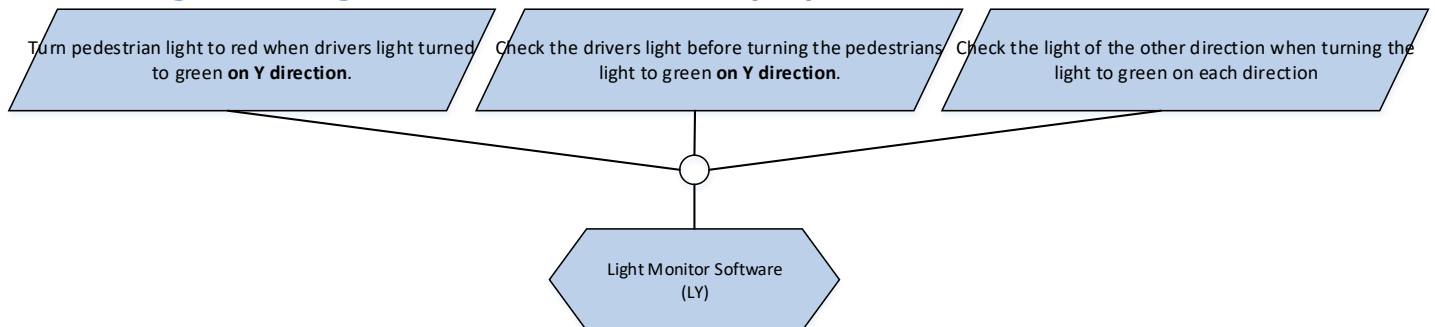 Turn pedestrian light to red when drivers light turned
to green on Y direction.
Check the drivers light before turning the pedestrians
light to green on Y direction.
Check the light of the other direction when turning the
light to green on each direction
Light Monitor Software
(LY)